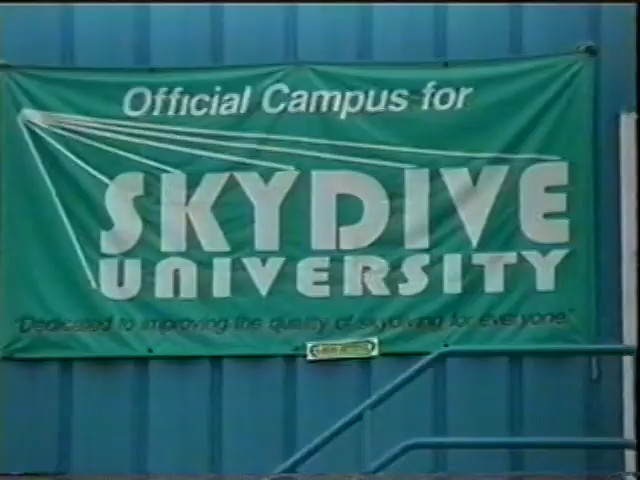 Official Campus for
SKYDIVE
UNIVERSITY
"Dedicated to improving the quality of skydiving for everyone."